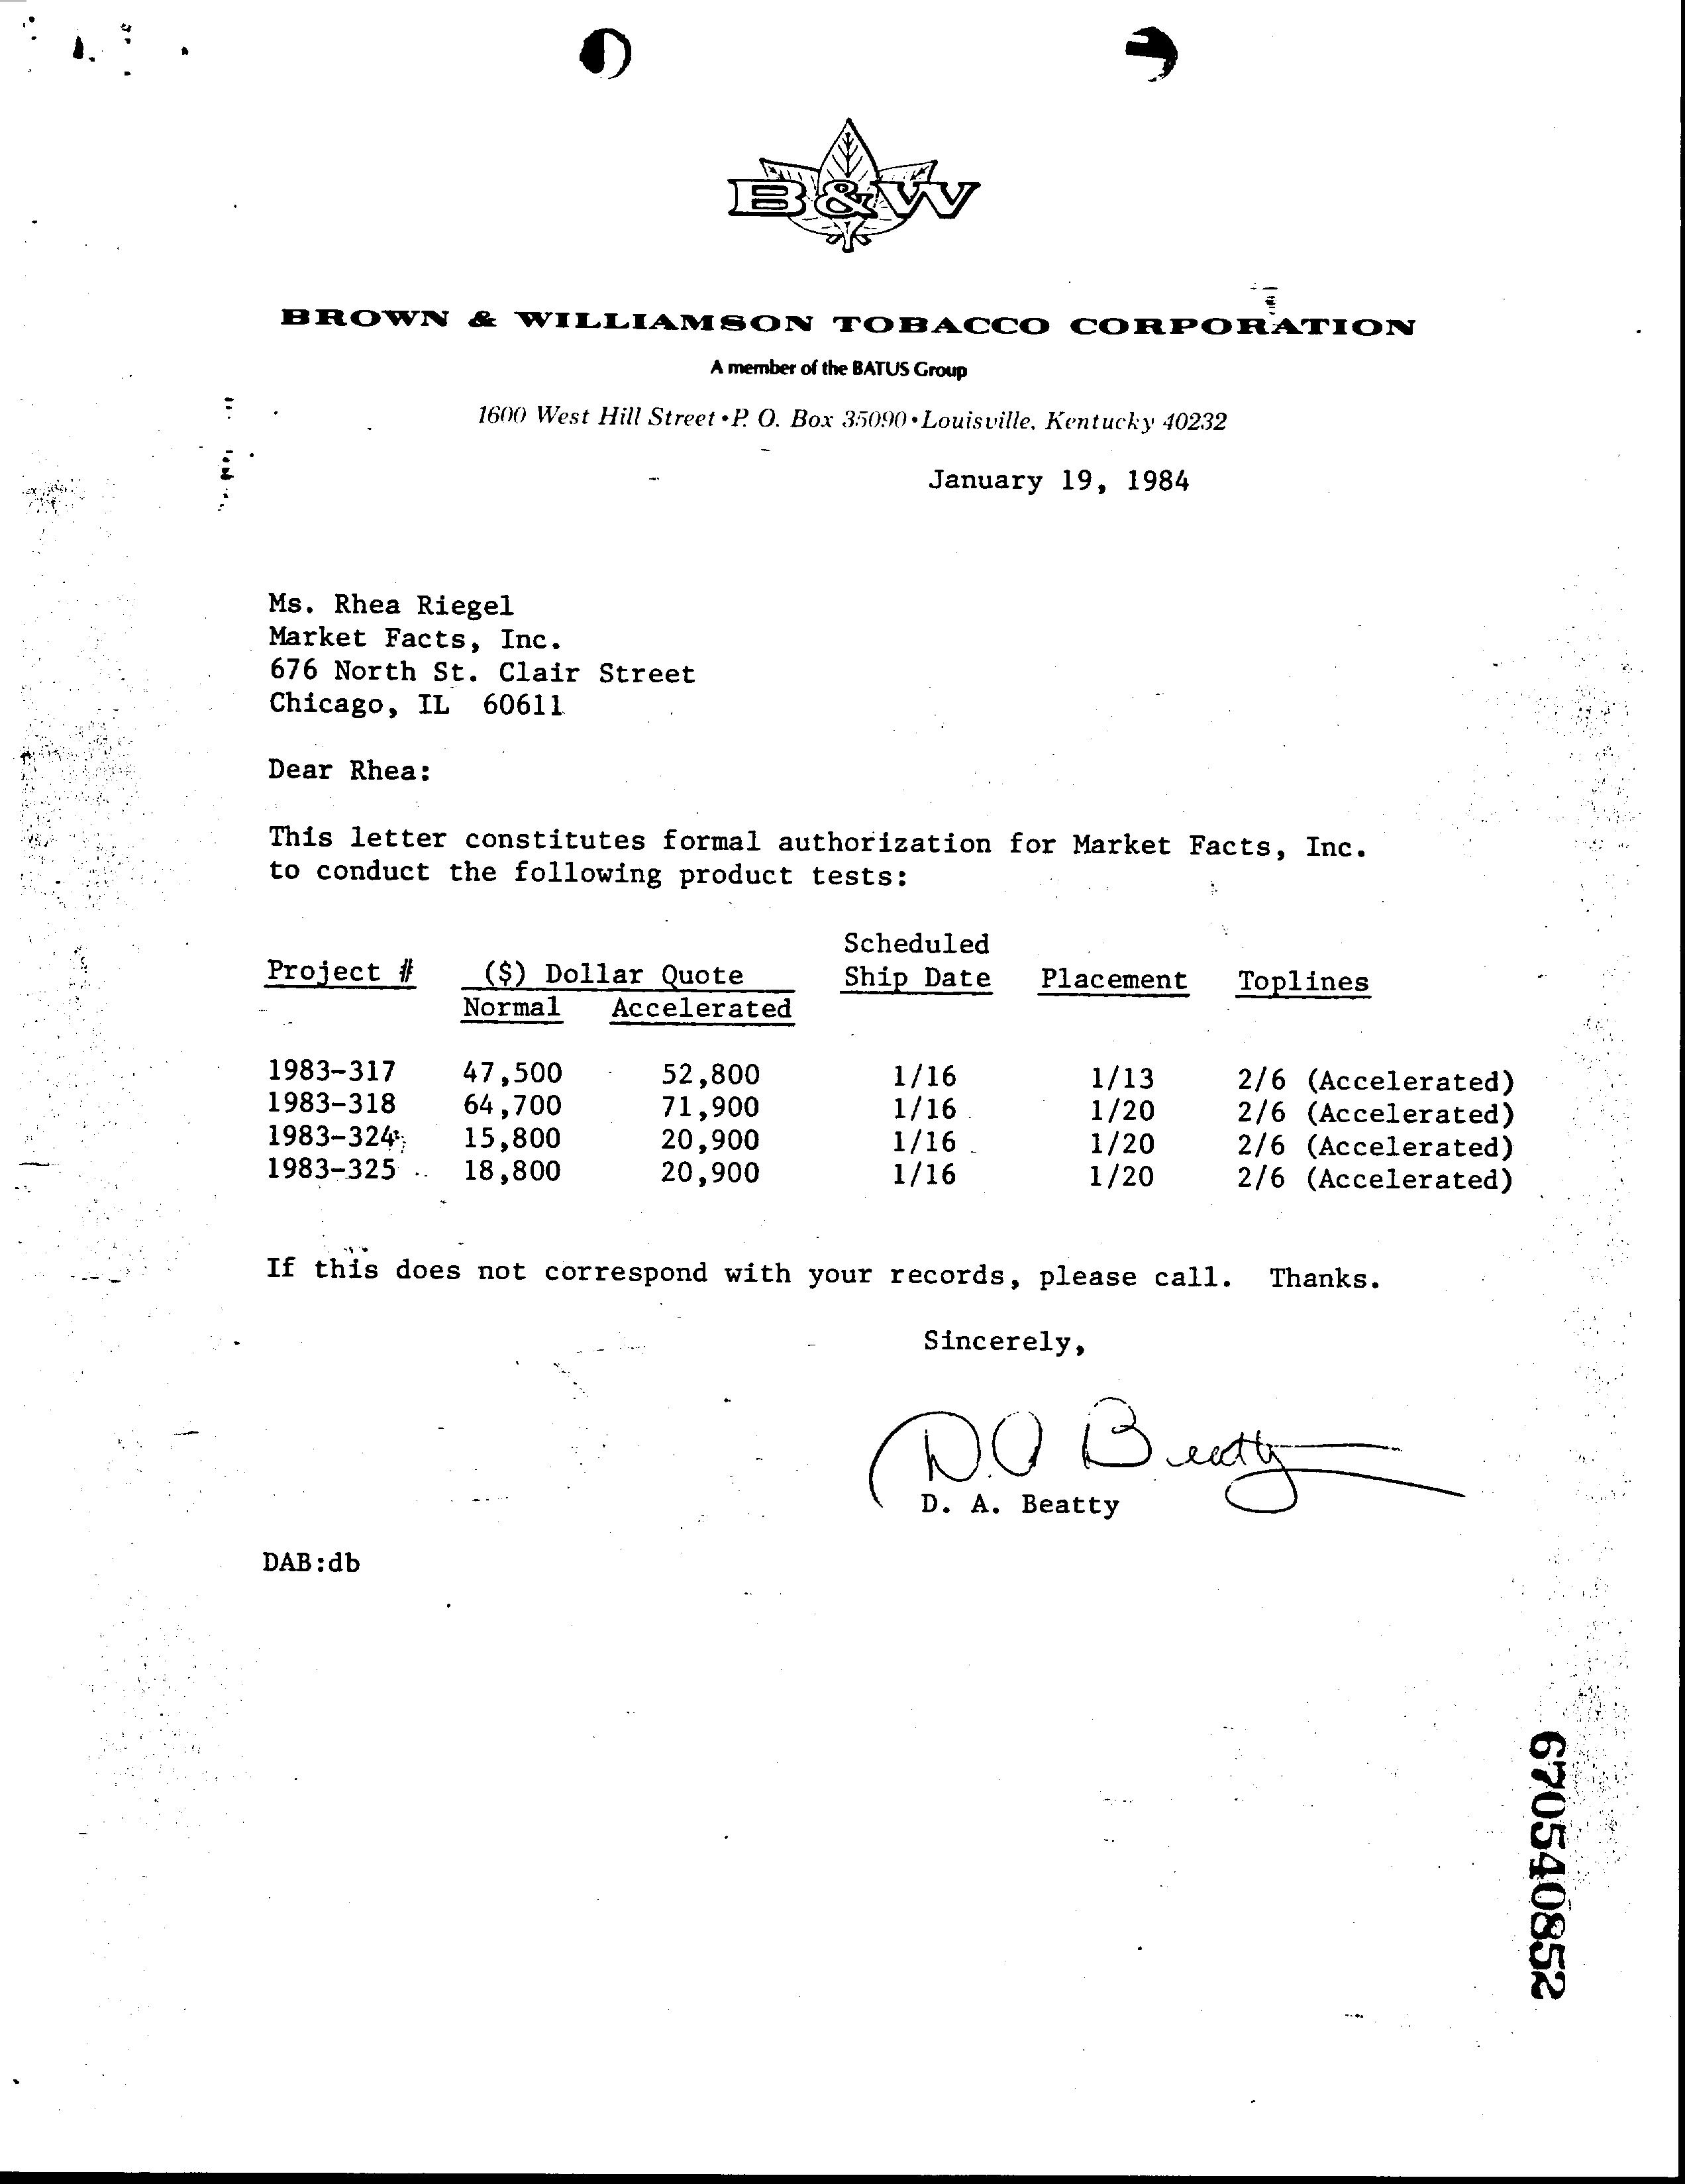 B&W
BROWN & WILLIAMSON TOBACCO CORPORATION
A member of the BATUS Group
1600 West Hill Street • P. O. Box 35090 • Louisville, Kentucky 40232
January 19, 1984
Ms. Rhea Riegel
Market Facts, Inc.
676 North St. Clair Street
Chicago, IL 60611
Dear Rhea:
This letter constitutes formal authorization for Market Facts, Inc.
to conduct the following product tests:
Scheduled
Project # ($) Dollar Quote Ship Date Placement Toplines
Normal Accelerated
1983-317 47,500 52,800 1/16 1/13 2/6 (Accelerated)
1983-318 64,700 71,900 1/16 1/20 2/6 (Accelerated)
1983-324 15,800 20,900 1/16 1/20 2/6 (Accelerated)
1983-325 18,800 20,900 1/16 1/20 2/6 (Accelerated)
If this does not correspond with your records, please call. Thanks.
Sincerely,
D.A Beatty
D. A. Beatty
DAB:db
670540852